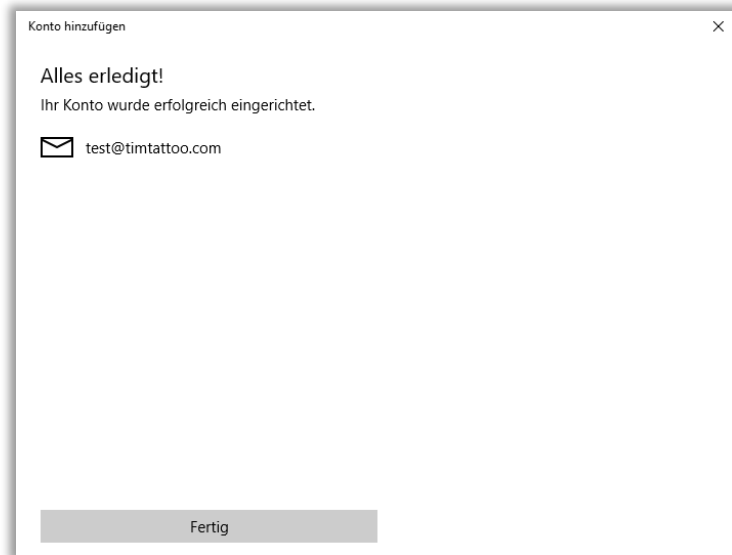 Konto hinzufügen
Alles erledigt!
Ihr Konto wurde erfolgreich eingerichtet.
test@timtattoo.com
Fertig